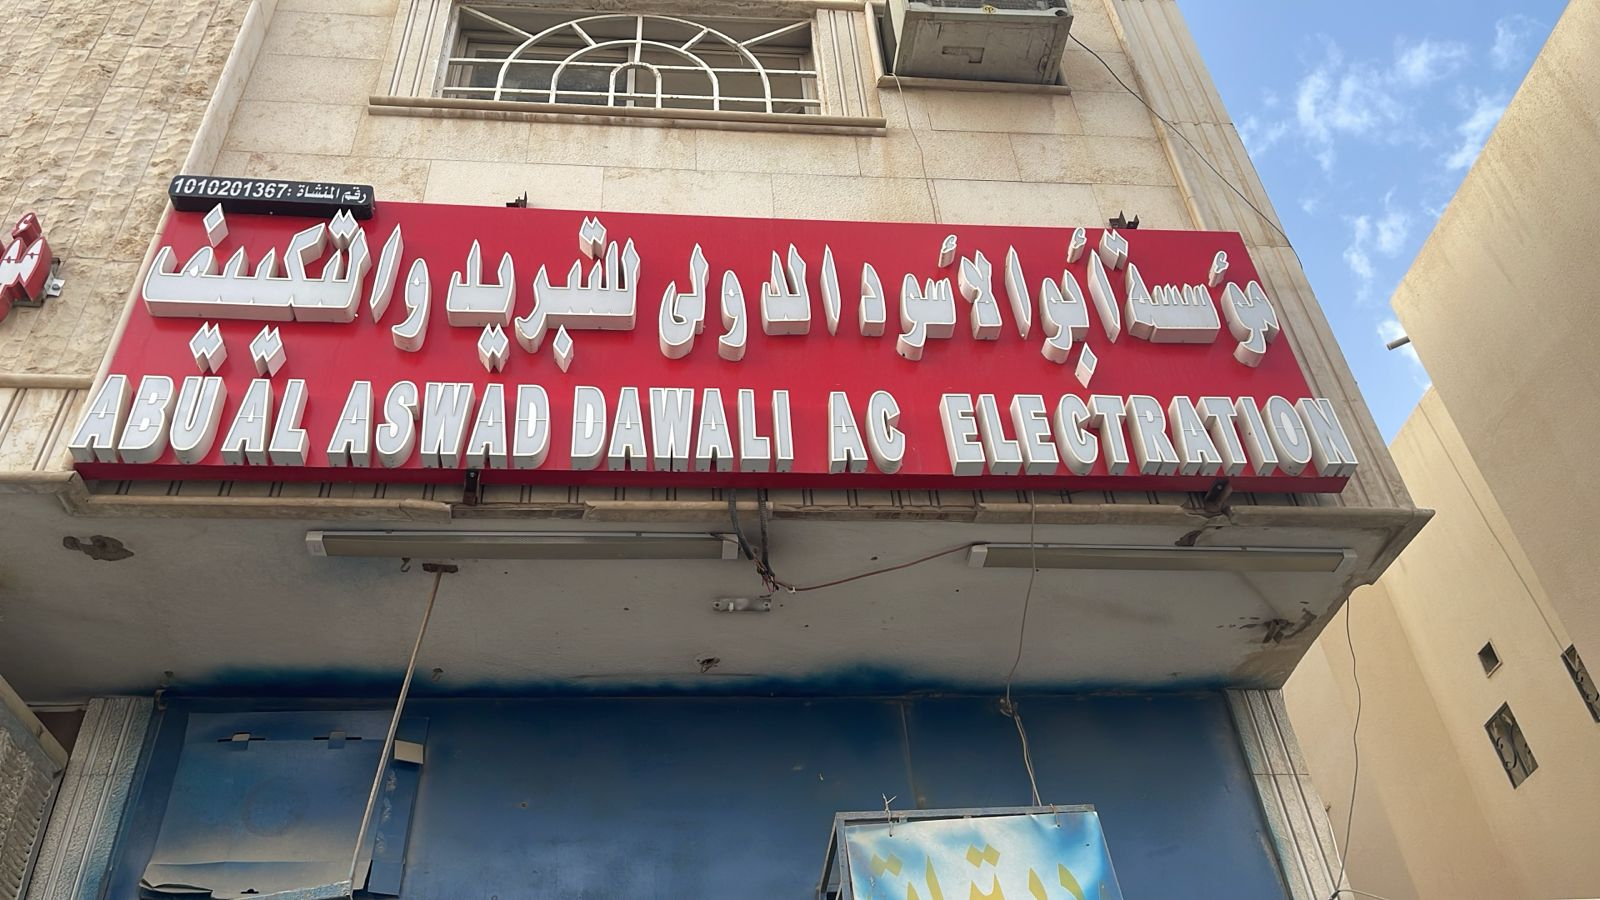 رقم المنشاة :1010201367
مؤسسة أبو الأسود الدولى للتبريد والتكييف
ABU AL ASWAD DAWALI AC ELECTRATION